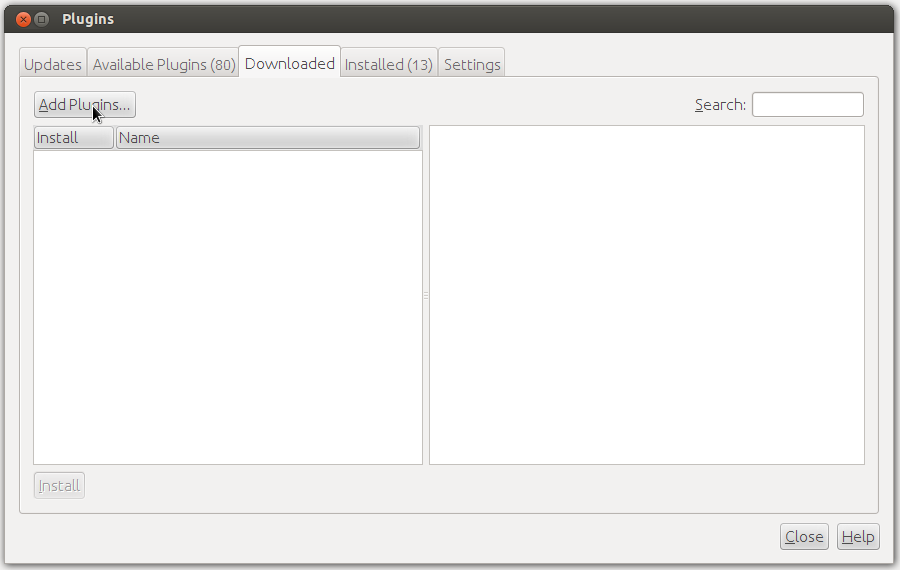 Plugins
Updates Available Plugins (80) Downloaded Installed (13) Settings
Add Plugins... Search:
Install Name
Install
Close Help